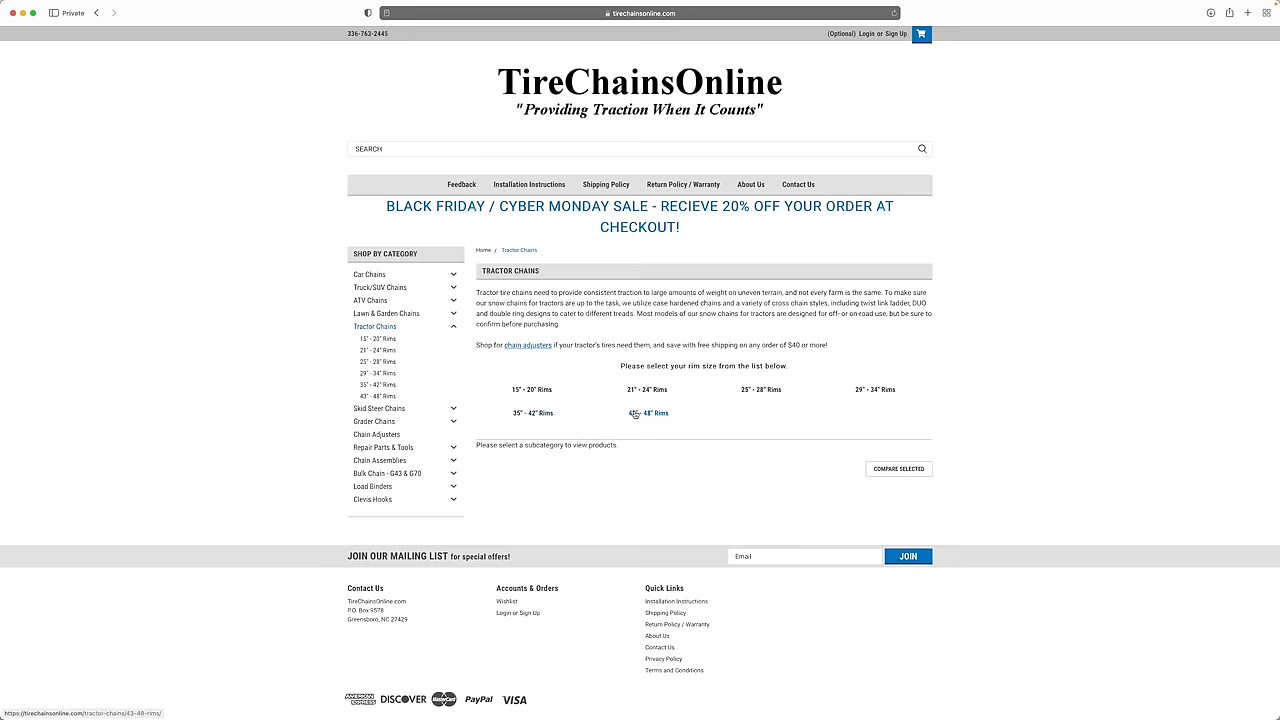 Private
tirechainsonline.com
336-763-2445
(Optional) Login or Sign Up
TireChainsOnline
"Providing Traction When It Counts"
SEARCH
Feedback Installation Instructions Shipping Policy Return Policy / Warranty About Us Contact Us
BLACK FRIDAY / CYBER MONDAY SALE - RECIEVE 20% OFF YOUR ORDER AT
CHECKOUT!
SHOP BY CATEGORY
Car Chains
Truck/SUV Chains
ATV Chains
Lawn & Garden Chains
Tractor Chains
15" - 20" Rims
21" - 24" Rims
25" - 28" Rims
29" - 34" Rims
35" - 42" Rims
43" - 48" Rims
Skid Steer Chains
Grader Chains
Chain Adjusters
Repair Parts & Tools
Chain Assemblies
Bulk Chain - G43 & G70
Load Binders
Clevis Hooks
Home / Tractor Chains
TRACTOR CHAINS
Tractor tire chains need to provide consistent traction to large amounts of weight on uneven terrain, and not every farm is the same. To make sure
our snow chains for tractors are up to the task, we utilize case hardened chains and a variety of cross chain styles, including twist link ladder, DUO
and double ring designs to cater to different treads. Most models of our snow chains for tractors are designed for off- or on-road use, but be sure to
confirm before purchasing.
Shop for chain adjusters if your tractor's tires need them, and save with free shipping on any order of $40 or more!
Please select your rim size from the list below.
15" - 20" Rims 21" - 24" Rims 25" - 28" Rims 29" - 34" Rims
35" - 42" Rims 43" - 48" Rims
Please select a subcategory to view products.
COMPARE SELECTED
JOIN OUR MAILING LIST for special offers!
Email JOIN
Contact Us
TireChainsOnline.com
P.O. Box 9578
Greensboro, NC 27429
Accounts & Orders
Wishlist
Login or Sign Up
Quick Links
Installation Instructions
Shipping Policy
Return Policy / Warranty
About Us
Contact Us
Privacy Policy
Terms and Conditions
AMERICAN EXPRESS DISCOVER MasterCard PayPal VISA
https://tirechainsonline.com/tractor-chains/43-48-rims/